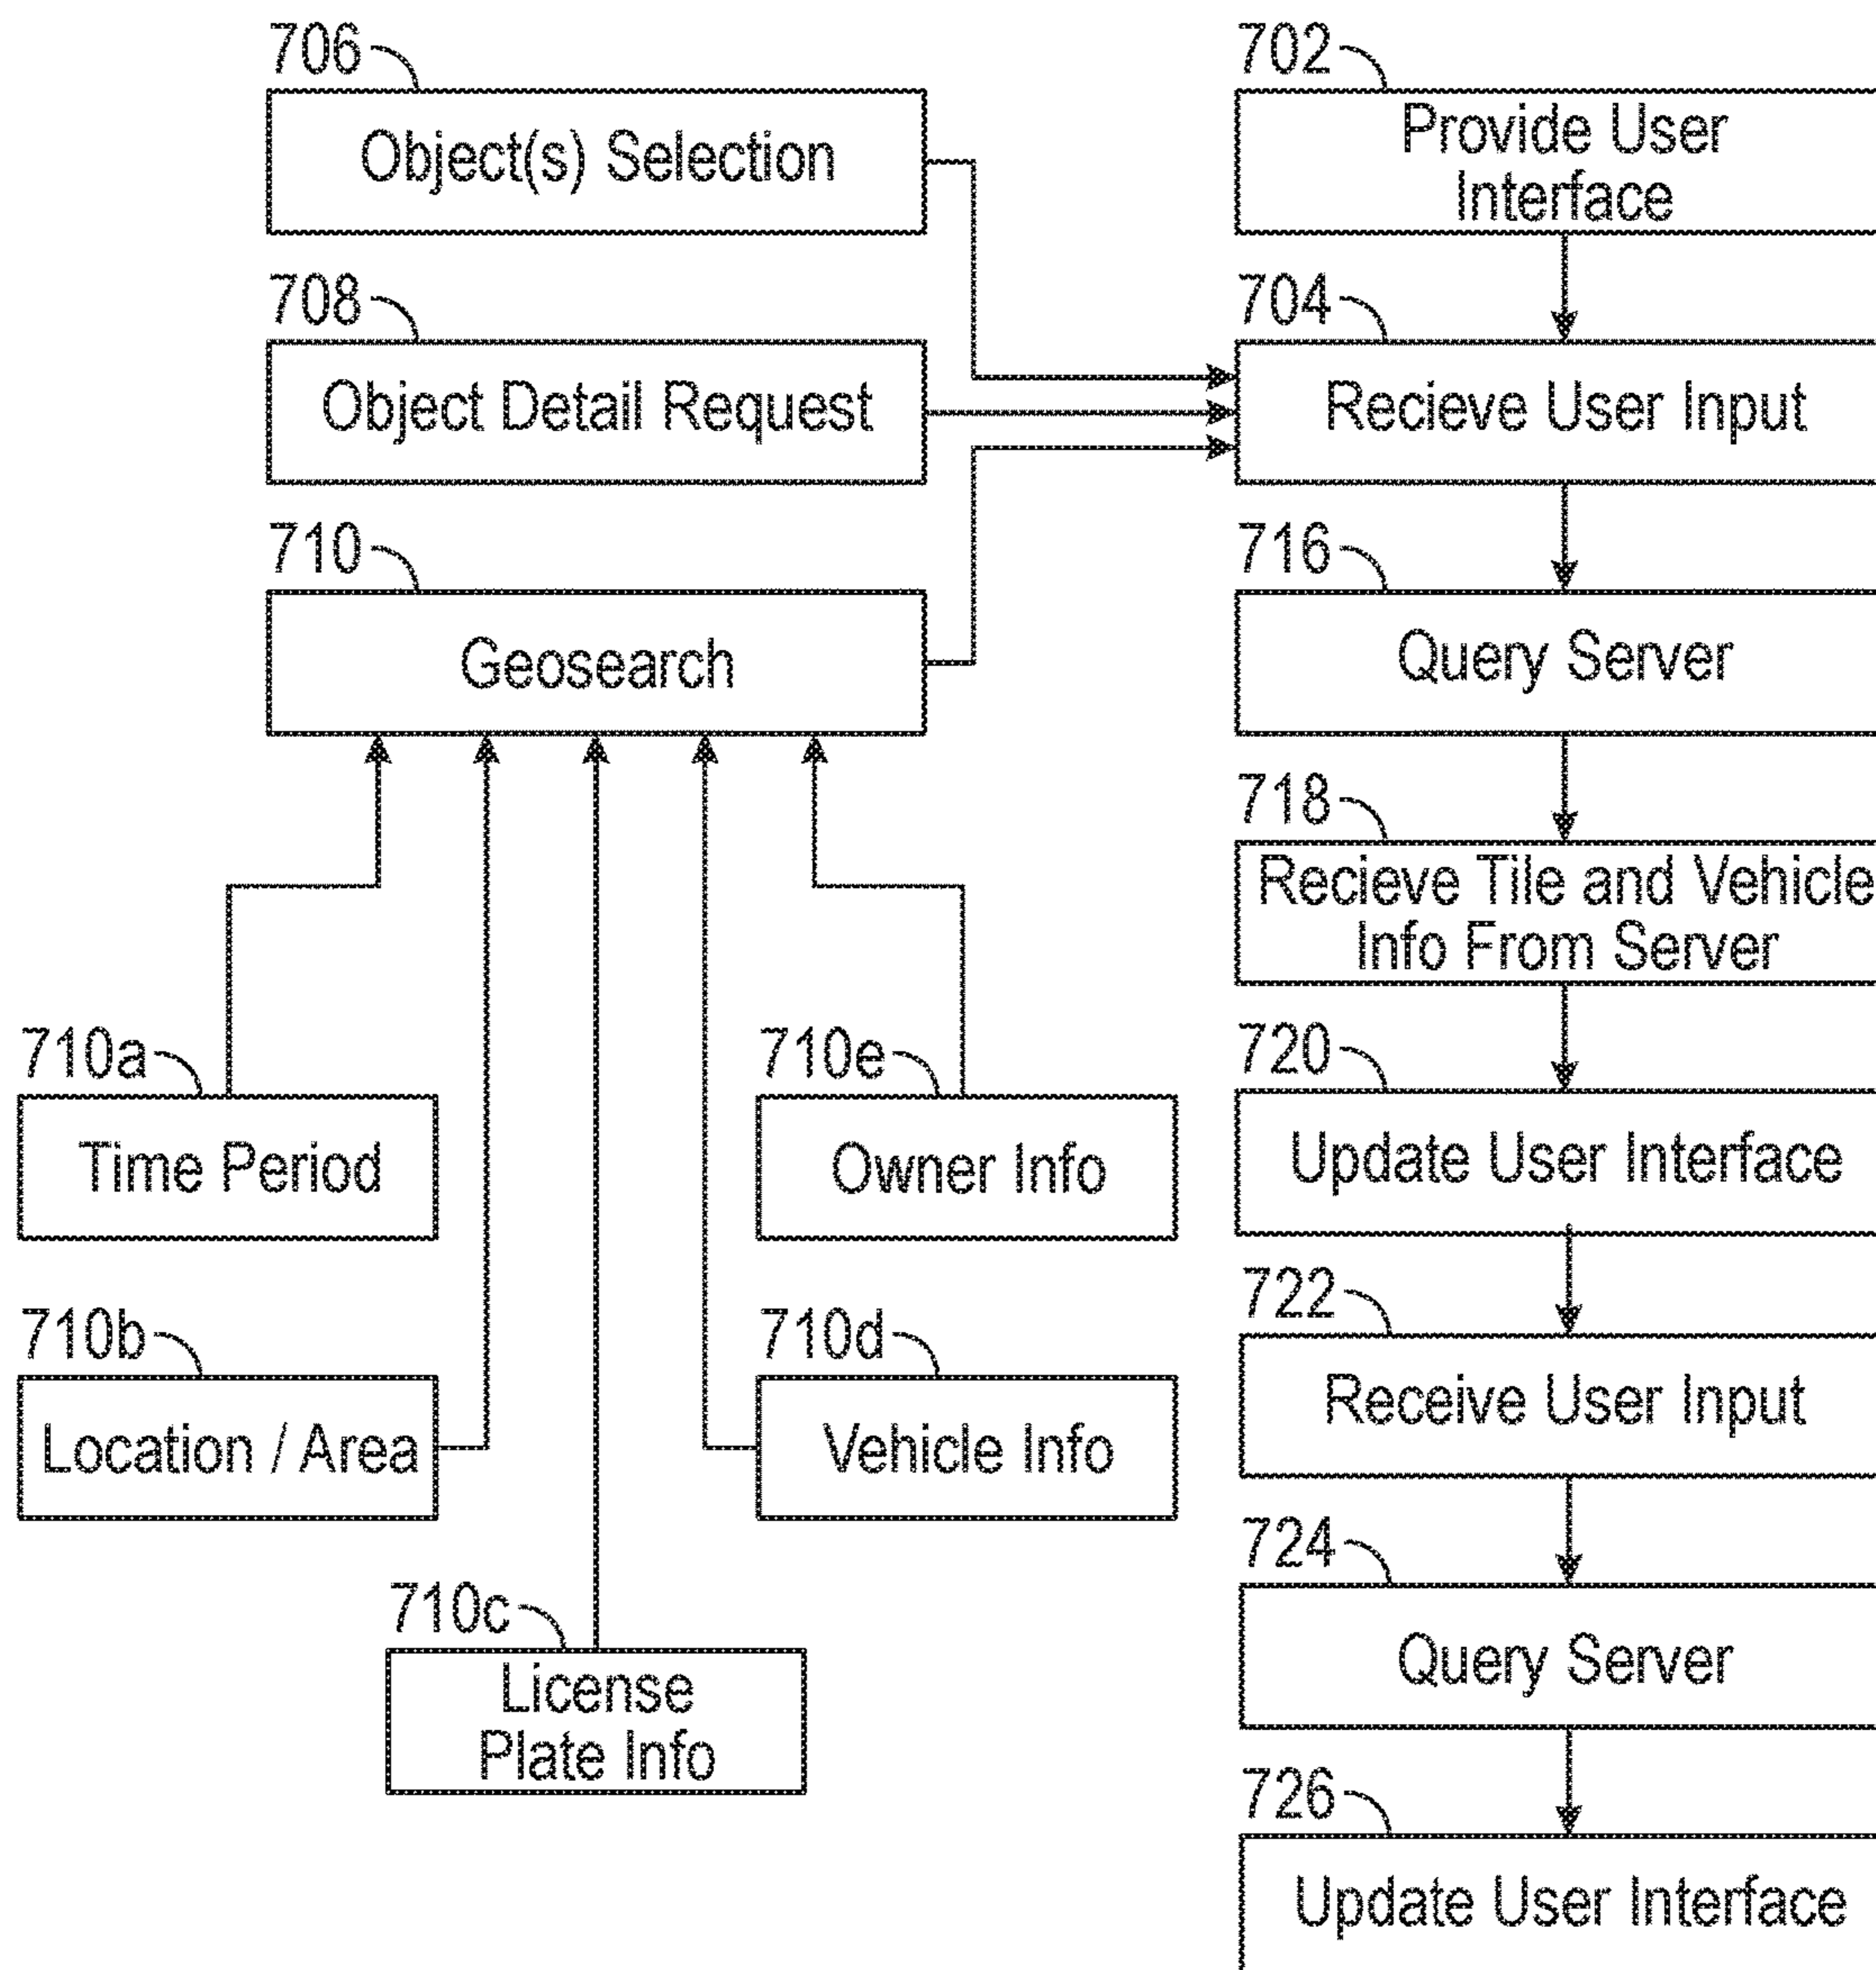 706
Object(s) Selection
702
Provide User
Interface
708
Object Detail Request
704
Recieve User Input
710
Geosearch
716
Query Server
718
Recieve Tile and Vehicle
Info From Server
710a
Time Period
710e
Owner Info
720
Update User Interface
710b
Location / Area
710d
Vehicle Info
722
Receive User Input
710c
License
Plate Info
724
Query Server
726
Update User Interface